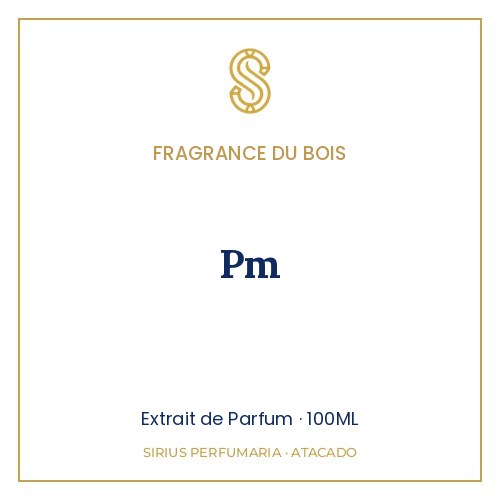 FRAGRANCE DU BOIS
Pm
Extrait de Parfum · 100ML
SIRIUS PERFUMARIA · ATACADO